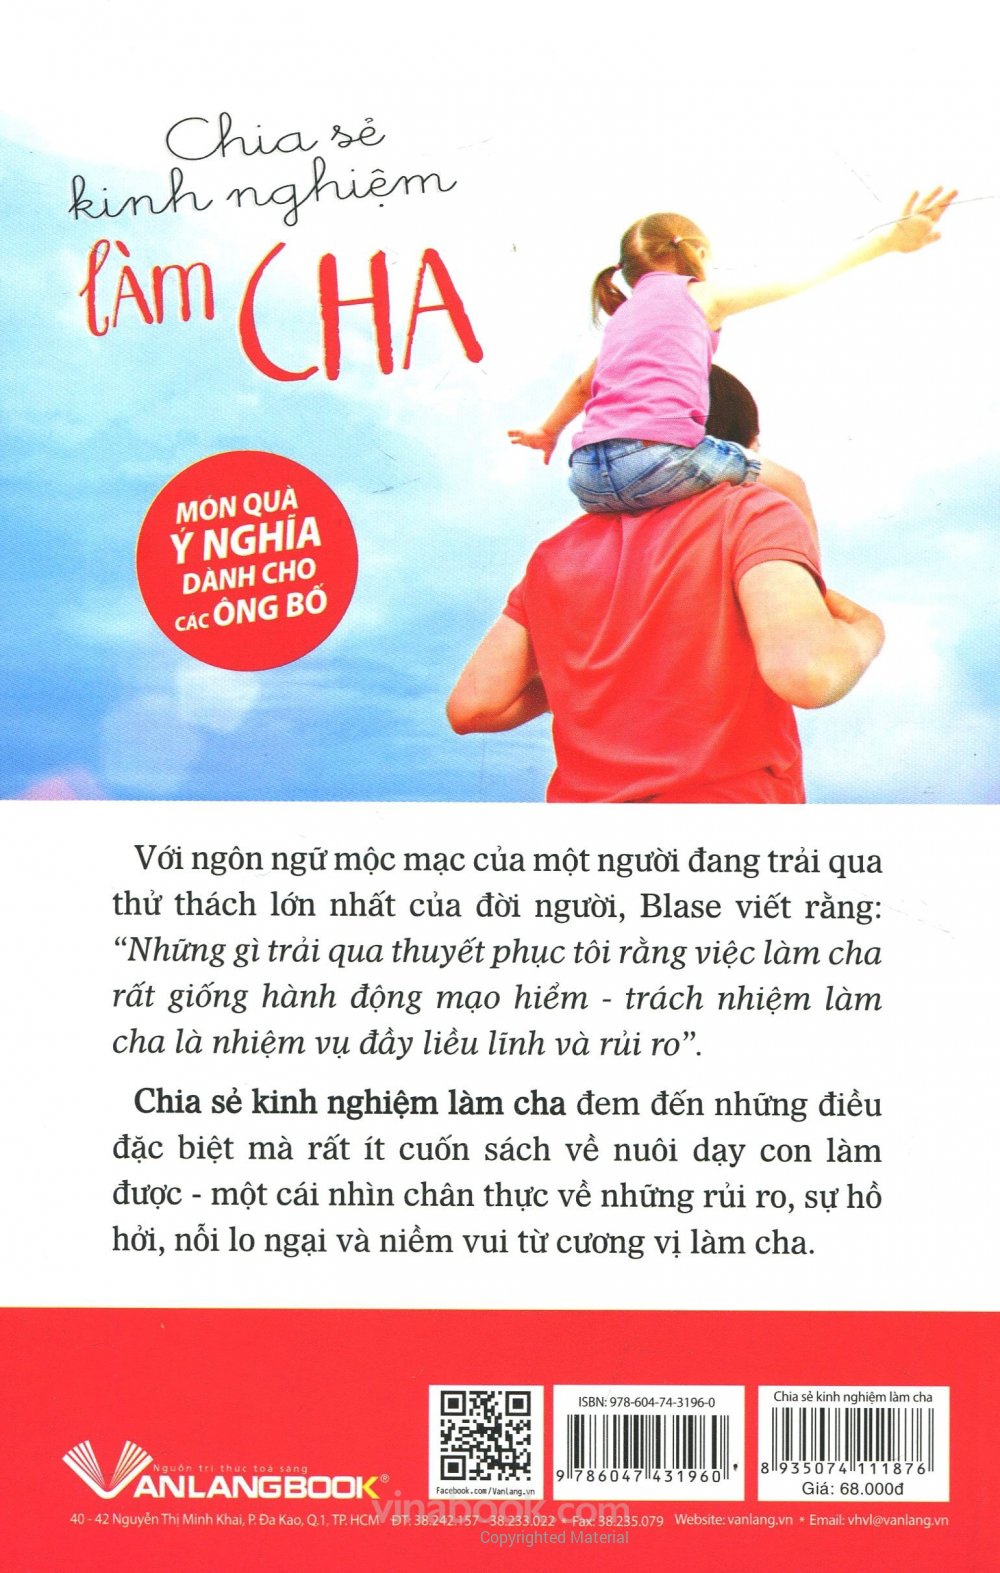 Chia sẻ
kinh nghiệm
làm CHA
MÓN QUÀ
Ý NGHĨA
DÀNH CHO
CÁC ÔNG BỐ
Với ngôn ngữ mộc mạc của một người đang trải qua
thử thách lớn nhất của đời người, Blase viết rằng:
“Những gì trải qua thuyết phục tôi rằng việc làm cha
rất giống hành động mạo hiểm - trách nhiệm làm
cha là nhiệm vụ đầy liều lĩnh và rủi ro”.
Chia sẻ kinh nghiệm làm cha đem đến những điều
đặc biệt mà rất ít cuốn sách về nuôi dạy con làm
được - một cái nhìn chân thực về những rủi ro, sự hồ
hởi, nỗi lo ngại và niềm vui từ cương vị làm cha.
Nguồn tri thức toả sáng
VANLANGBOOK®
Facebook.com/Vanlang.vn
ISBN: 978-604-74-3196-0
9 786047 431960
Chia sẻ kinh nghiệm làm cha
8 935074 111876
Giá: 68.000đ
vinabook.com
40 - 42 Nguyễn Thị Minh Khai, P. Đa Kao, Q.1, TP. HCM ĐT: 38.242.157 - 38.233.022 * Fax: 38.235.079 Website: vanlang.vn * Email: vhvl@vanlang.vn
Copyrighted Material